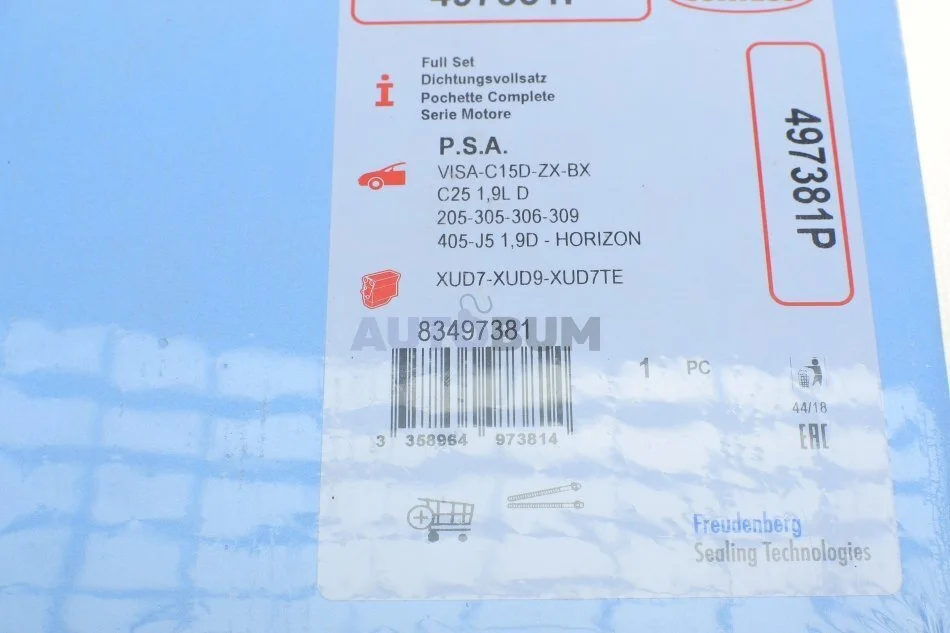 497381P
Full Set
Dichtungsvollsatz
Pochette Complete
Serie Motore
497381P
P.S.A.
VISA-C15D-ZX-BX
C25 1,9L D
205-305-306-309
405-J5 1,9D - HORIZON
XUD7-XUD9-XUD7TE
AUTOBUM
83497381
1 PC
3 358964 973814
44/18
EAC
Freudenberg
Sealing Technologies